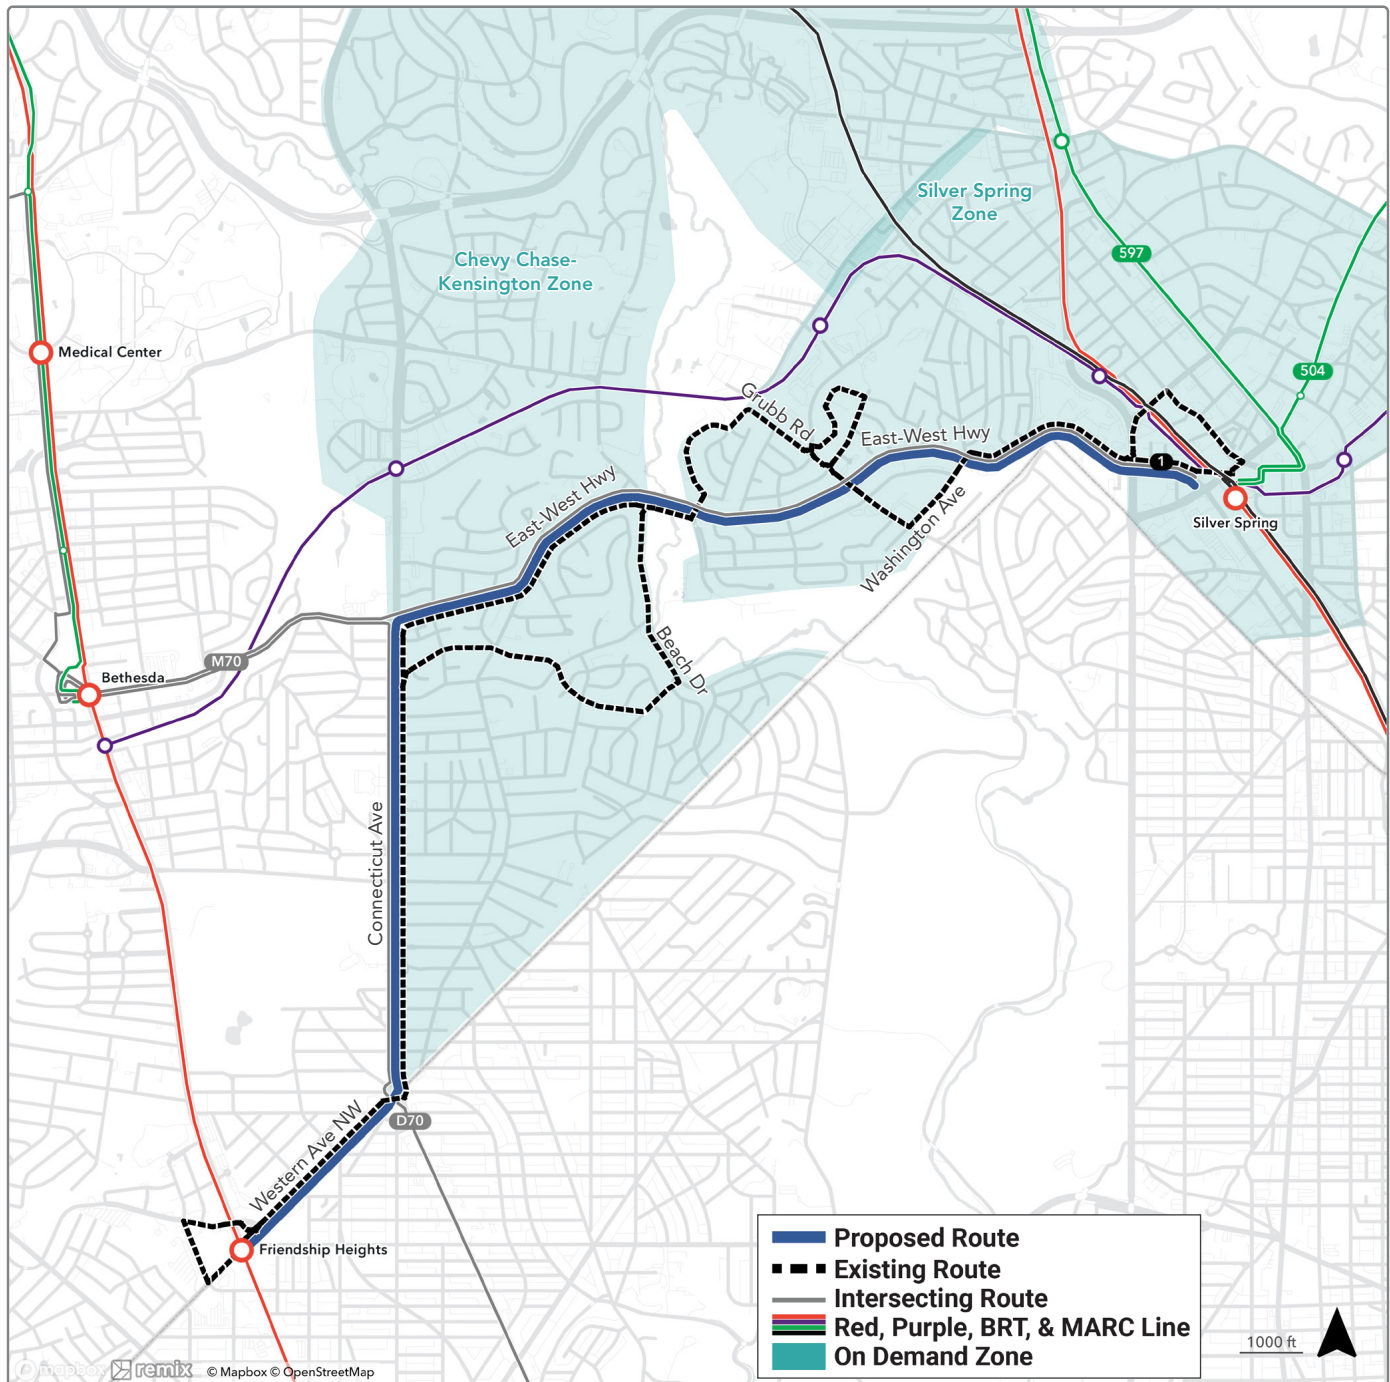 Silver Spring
Zone
597
Chevy Chase-
Kensington Zone
Medical Center
504
Grubb Rd
East-West Hwy
1
East-West Hwy
Silver Spring
Washington Ave
Beach Dr
M70
Bethesda
Connecticut Ave
D70
Western Ave NW
Friendship Heights
Proposed Route
Existing Route
Intersecting Route
Red, Purple, BRT, & MARC Line
On Demand Zone
1000 ft
mapbox remix © Mapbox © OpenStreetMap